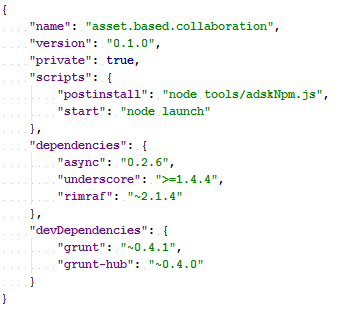 {
    "name": "asset.based.collaboration",
    "version": "0.1.0",
    "private": true,
    "scripts": {
        "postinstall": "node tools/adskNpm.js",
        "start": "node launch"
    },
    "dependencies": {
        "async": "0.2.6",
        "underscore": ">=1.4.4",
        "rimraf": "~2.1.4"
    },
    "devDependencies": {
        "grunt": "~0.4.1",
        "grunt-hub": "~0.4.0"
    }
}